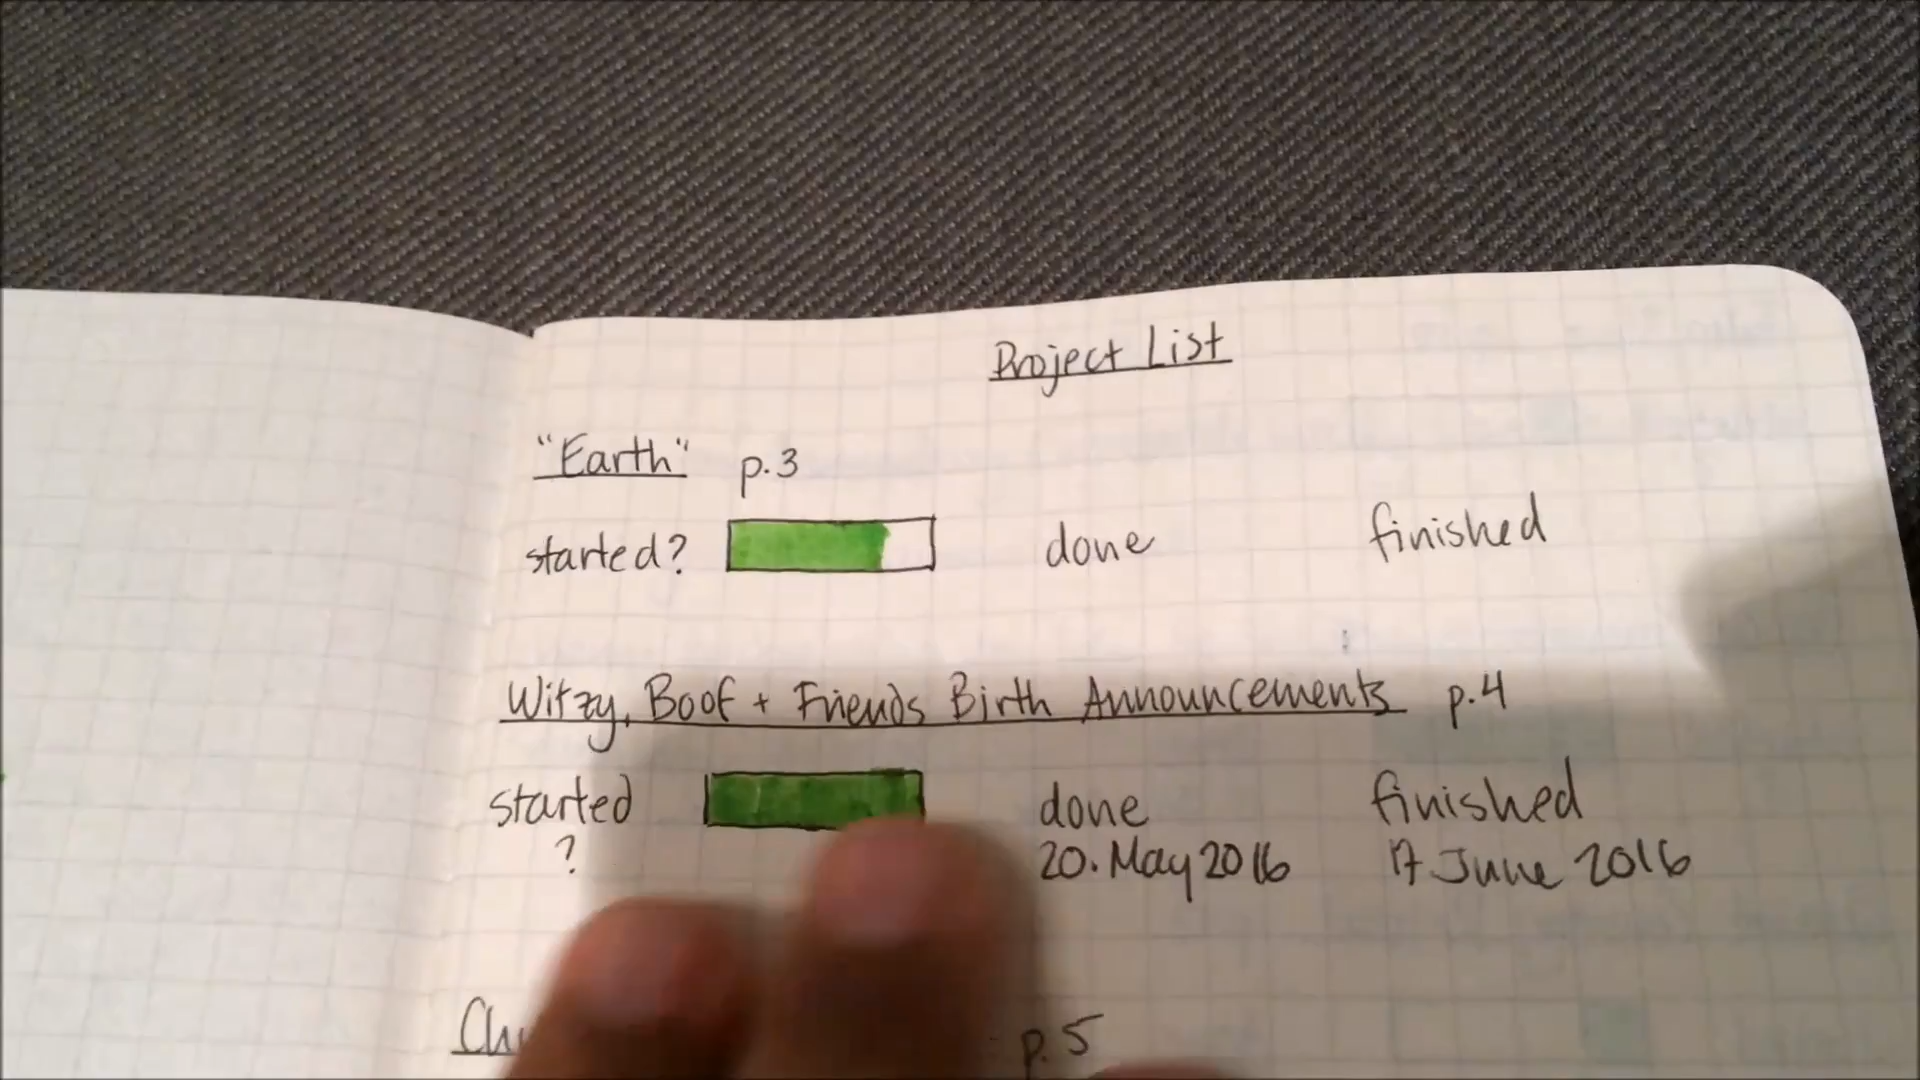 Project List
"Earth" p.3
started? done finished
Witzy, Boof + Friends Birth Announcements p.4
started done finished
? 20. May 2016 17 June 2016
p.5